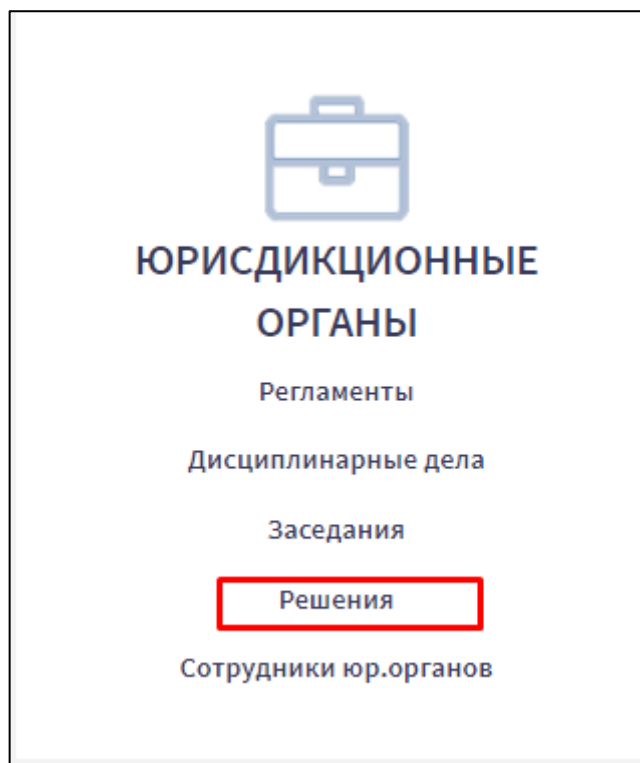 ЮРИСДИКЦИОННЫЕ
ОРГАНЫ
Регламенты
Дисциплинарные дела
Заседания
Решения
Сотрудники юр.органов